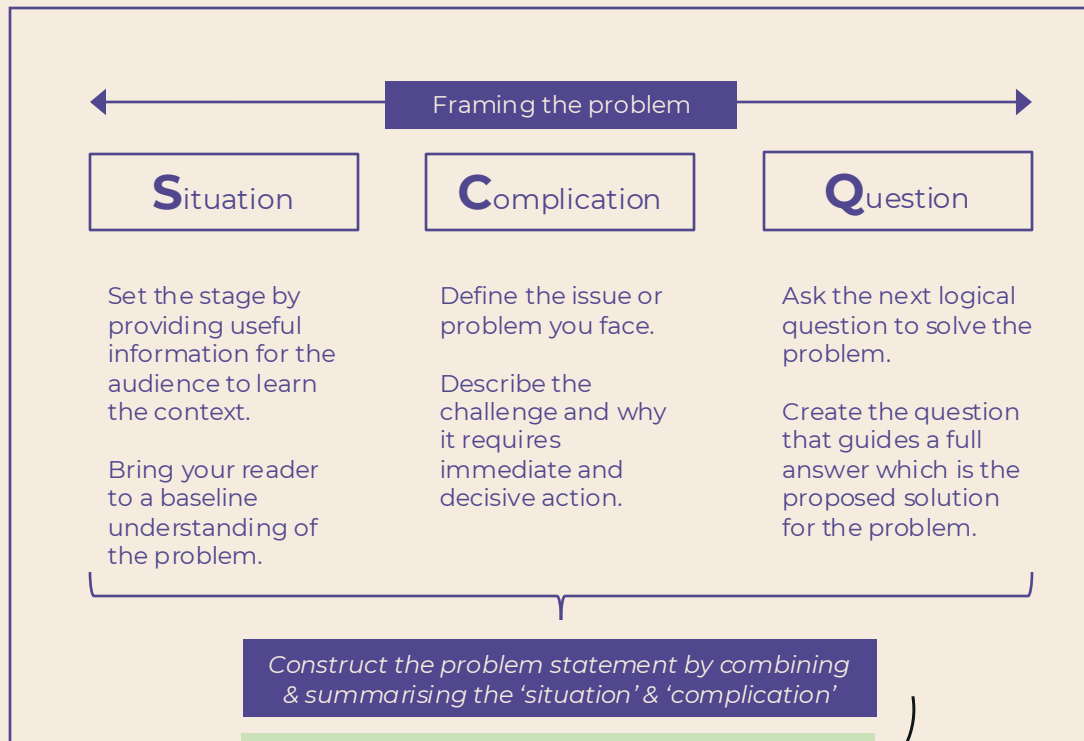 Framing the problem
Situation
Complication
Question
Set the stage by
providing useful
information for the
audience to learn
the context.
Bring your reader
to a baseline
understanding of
the problem.
Define the issue or
problem you face.
Describe the
challenge and why
it requires
immediate and
decisive action.
Ask the next logical
question to solve the
problem.
Create the question
that guides a full
answer which is the
proposed solution
for the problem.
Construct the problem statement by combining
& summarising the ‘situation’ & ‘complication’